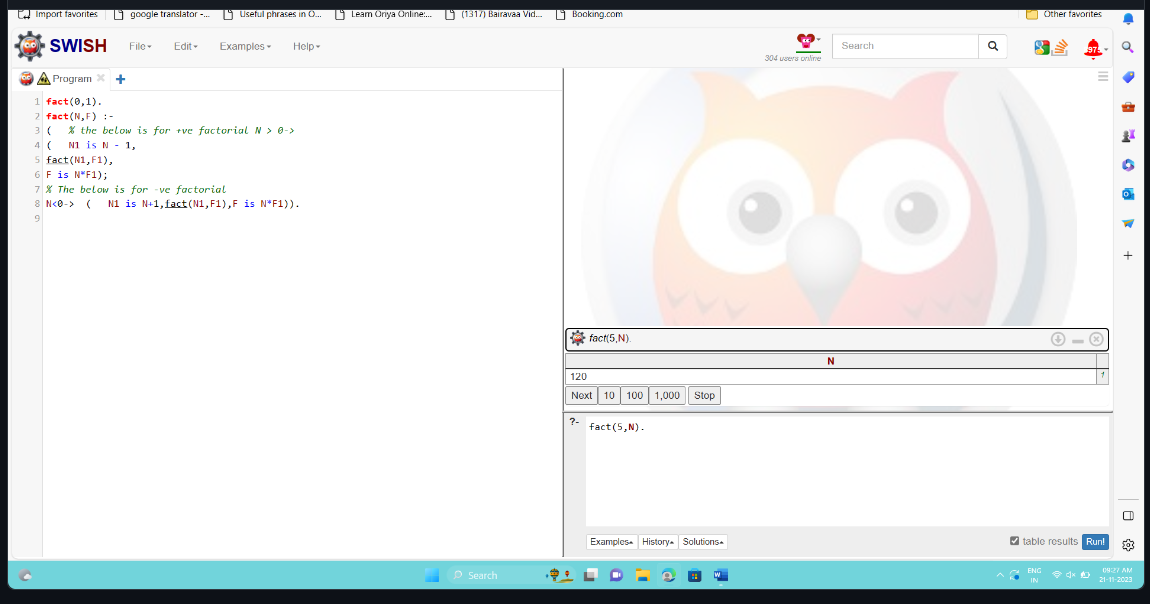 Import favorites
google translator -...
Useful phrases in O...
Learn Oriya Online:...
(1317) Bairavaa Vid...
Booking.com
Other favorites
SWISH
File
Edit
Examples
Help
304 users online
Search
Program
1 fact(0,1).
2 fact(N,F) :-
3 (   % the below is for +ve factorial N > 0->
4 (   N1 is N - 1,
5 fact(N1,F1),
6 F is N*F1);
7 % The below is for -ve factorial
8 N<0->  (   N1 is N+1,fact(N1,F1),F is N*F1)).
9
fact(5,N).
N
120
1
Next 10 100 1,000 Stop
?- fact(5,N).
Examples History Solutions
table results Run!
Search
ENG
IN
09:27 AM
21-11-2023